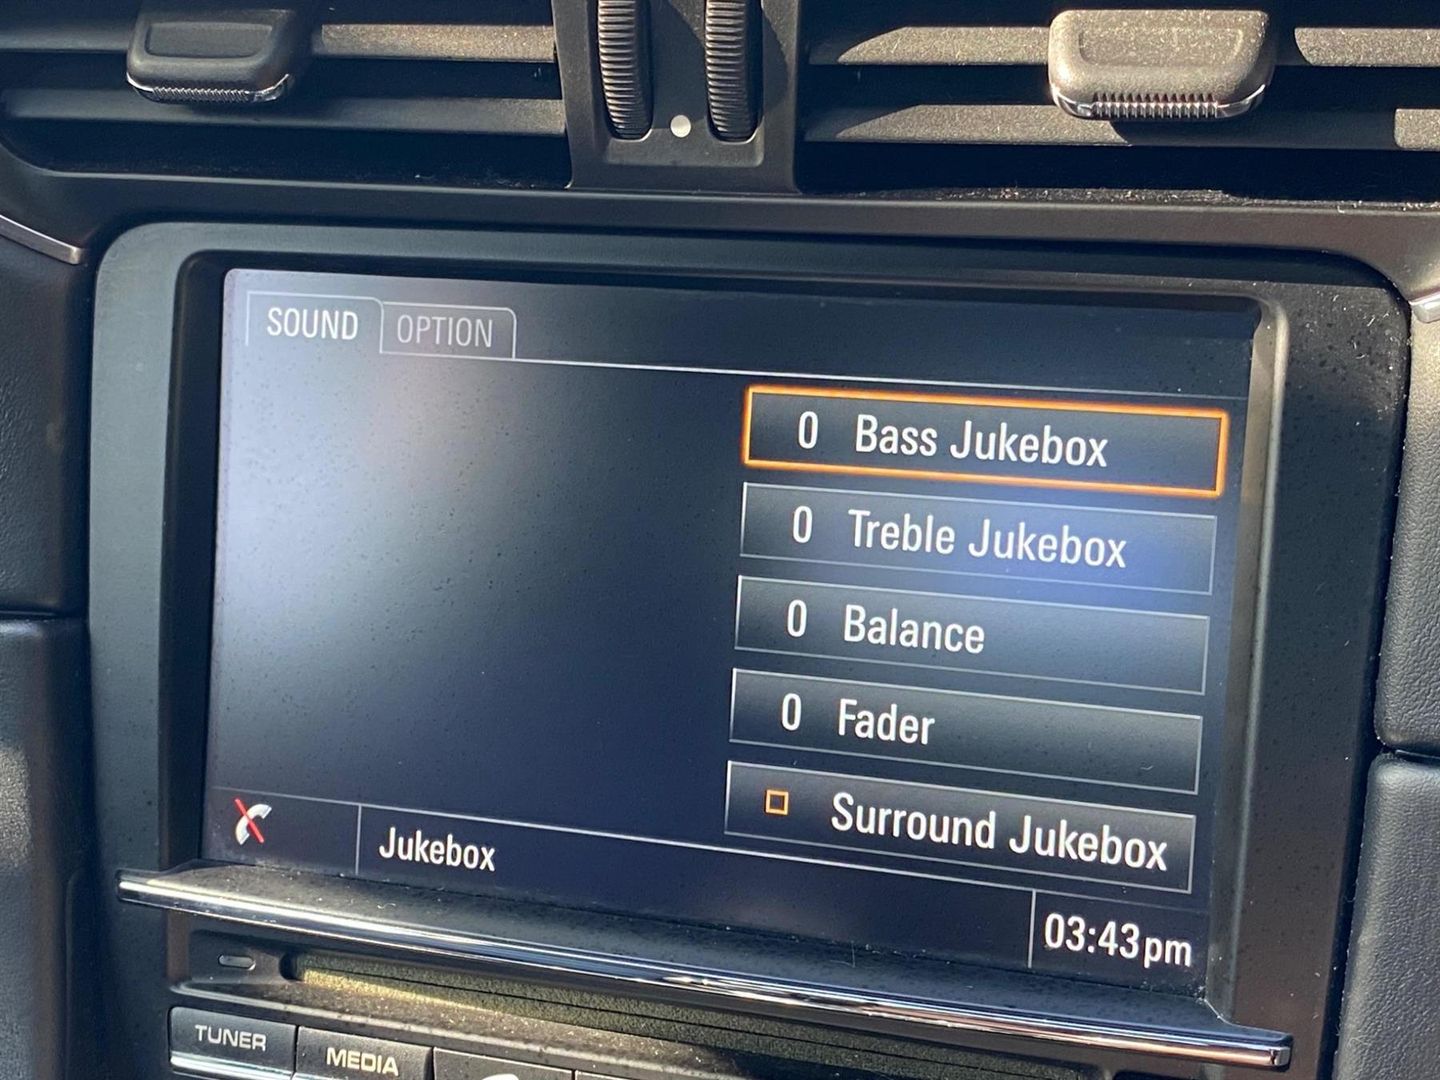 SOUND OPTION
0 Bass Jukebox
0 Treble Jukebox
0 Balance
0 Fader
Surround Jukebox
Jukebox
03:43pm
TUNER
MEDIA